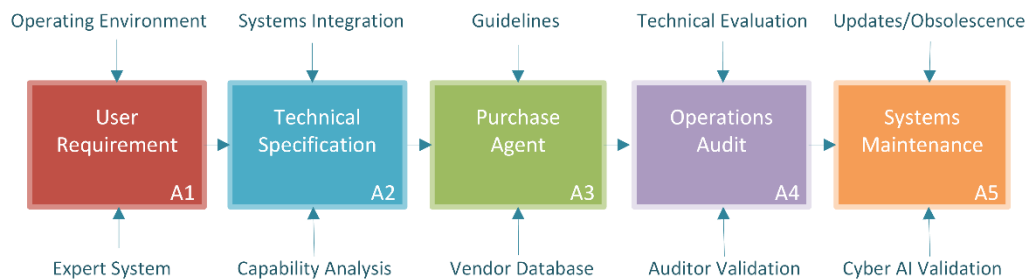 Operating Environment
Systems Integration
Guidelines
Technical Evaluation
Updates/Obsolescence
User
Requirement
A1
Technical
Specification
A2
Purchase
Agent
A3
Operations
Audit
A4
Systems
Maintenance
A5
Expert System
Capability Analysis
Vendor Database
Auditor Validation
Cyber AI Validation